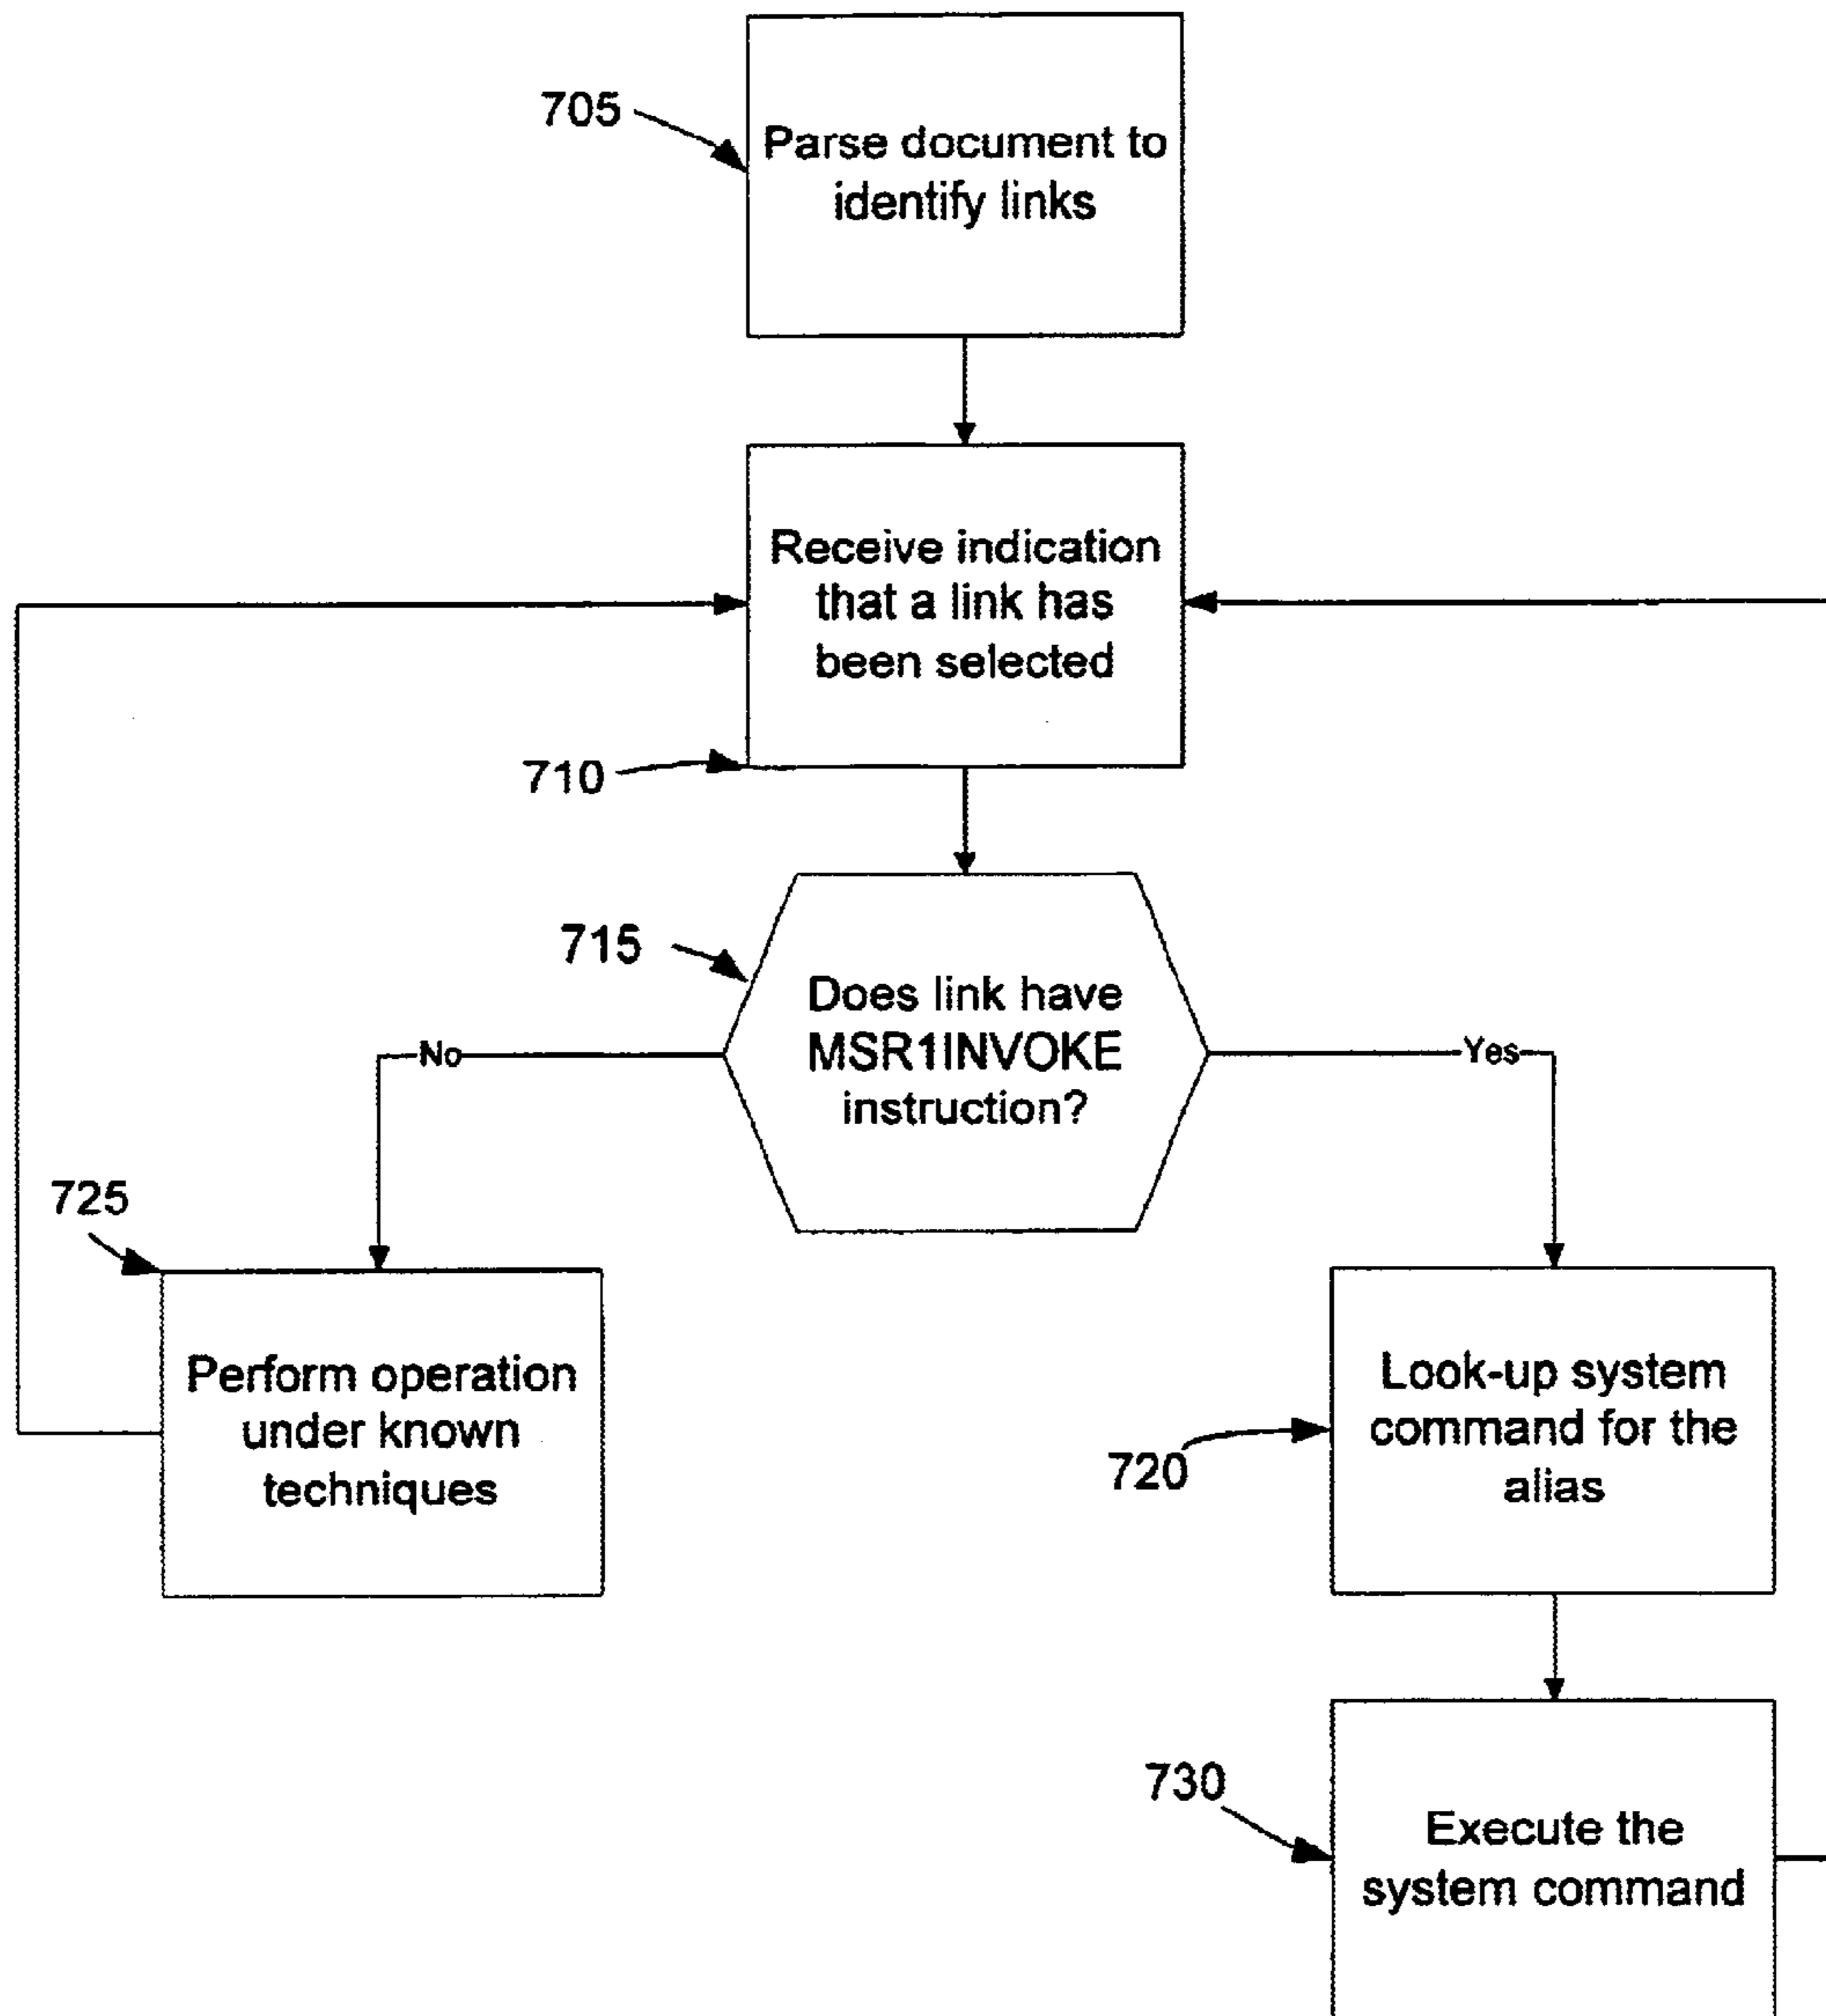 705
Parse document to
identify links
Receive indication
that a link has
been selected
710
715
Does link have
MSR1INVOKE
instruction?
No
Yes
725
Perform operation
under known
techniques
Look-up system
command for the
alias
720
730
Execute the
system command